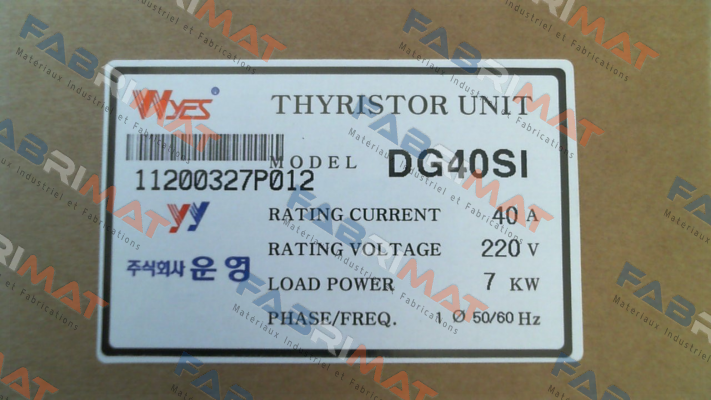 WYES ®
THYRISTOR UNIT
MODEL DG40SI
11200327P012
RATING CURRENT 40 A
yy
RATING VOLTAGE 220 V
주식회사 운영
LOAD POWER 7 KW
PHASE/FREQ. 1 Ø 50/60 Hz
FABRIMAT
Matériaux Industriel et Fabrications